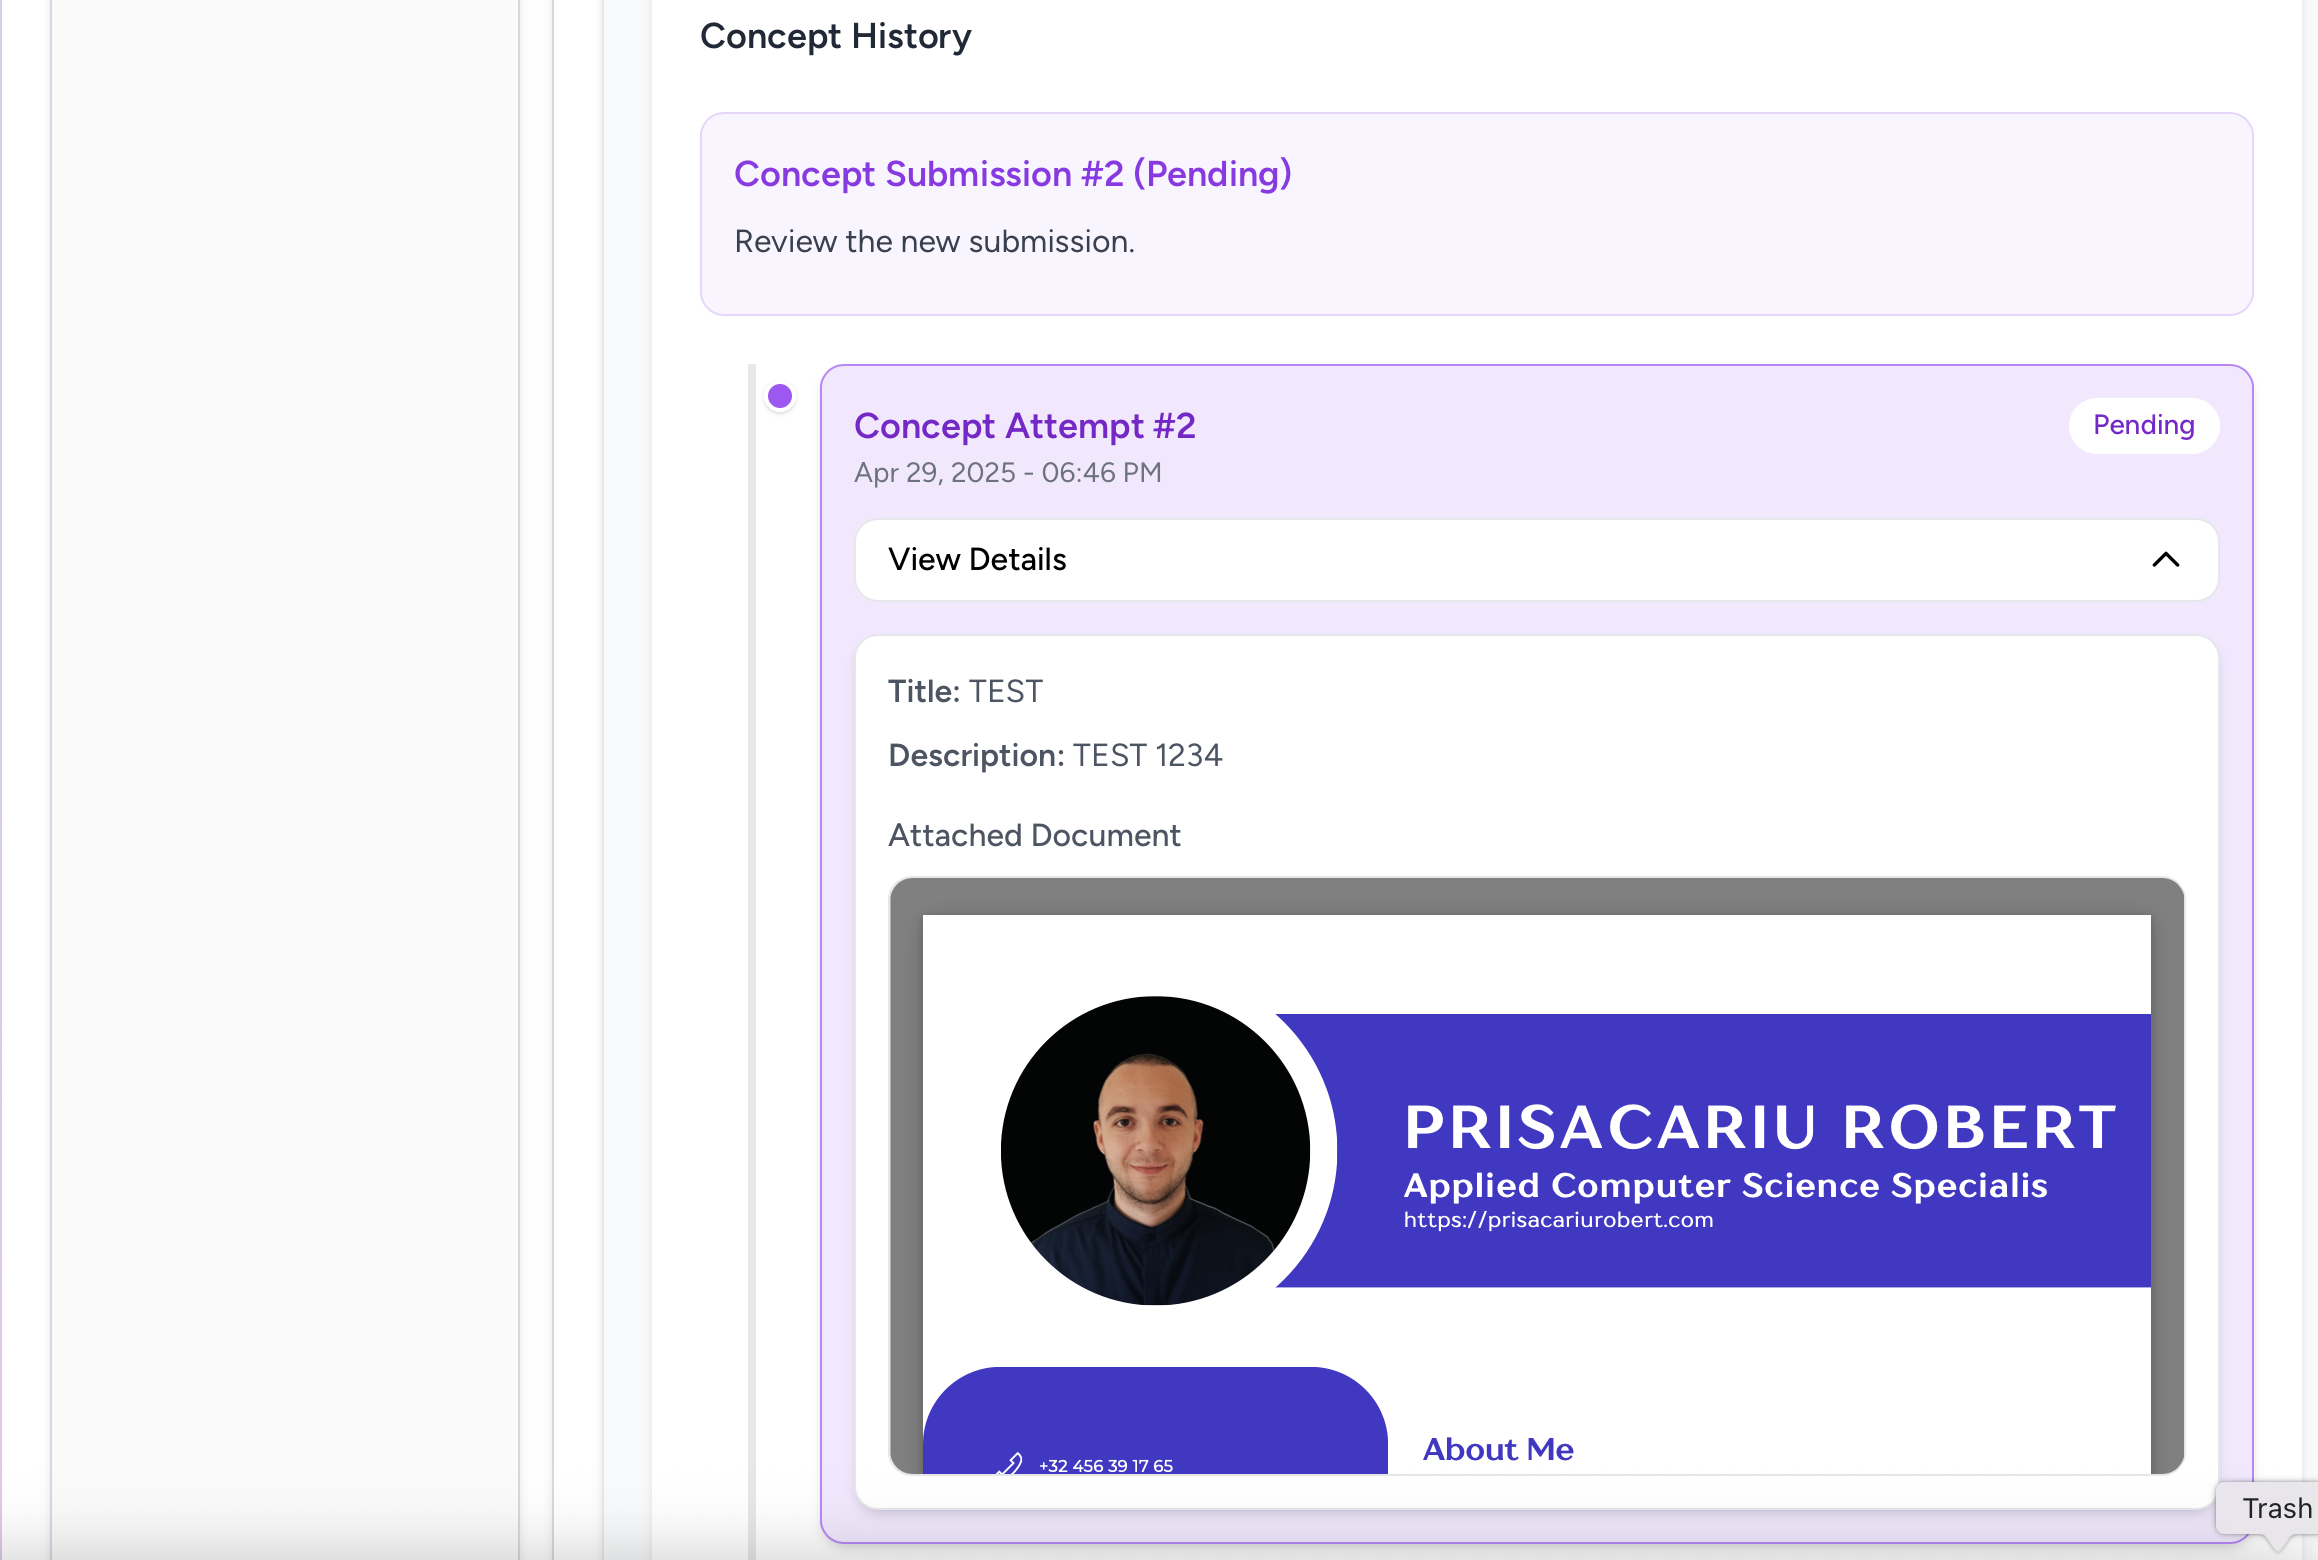 Concept History
Concept Submission #2 (Pending)
Review the new submission.
Concept Attempt #2
Pending
Apr 29, 2025 - 06:46 PM
View Details
Title: TEST
Description: TEST 1234
Attached Document
PRISACARIU ROBERT
Applied Computer Science Specialis
https://prisacariurobert.com
+32 456 39 17 65
About Me
Trash